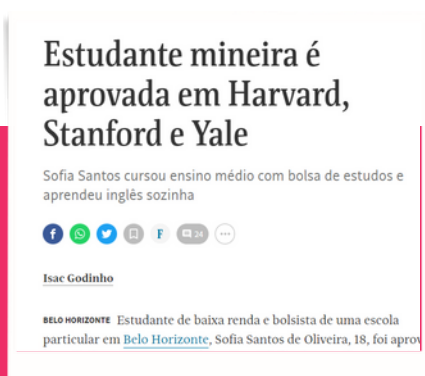 Estudante mineira é
aprovada em Harvard,
Stanford e Yale
Sofia Santos cursou ensino médio com bolsa de estudos e
aprendeu inglês sozinha
f F 24
Isac Godinho
BELO HORIZONTE Estudante de baixa renda e bolsista de uma escola
particular em Belo Horizonte, Sofia Santos de Oliveira, 18, foi